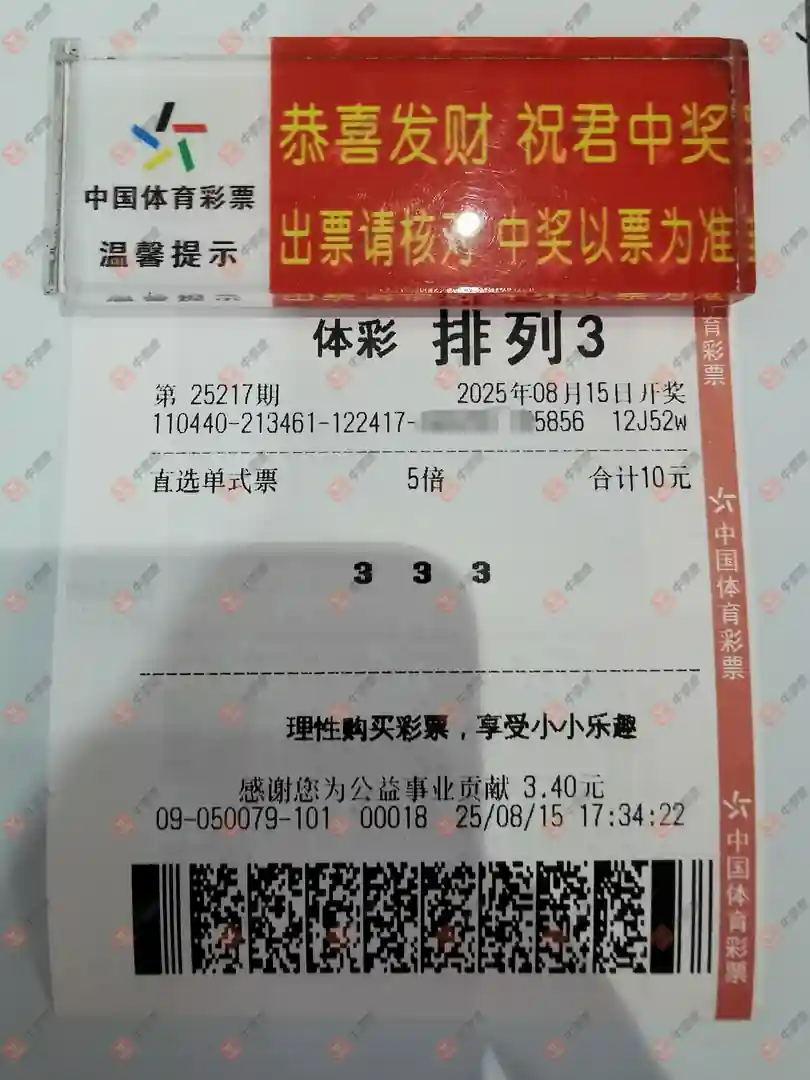 中国体育彩票
温馨提示
恭喜发财 祝君中奖
出票请核对 中奖以票为准
体彩 排列3
第 25217期 2025年08月15日开奖
110440-213461-122417- 5856 12J52w
直选单式票 5倍 合计10元
3 3 3
理性购买彩票，享受小小乐趣
感谢您为公益事业贡献 3.40元
09-050079-101 00018 25/08/15 17:34:22
育彩票
中国体育彩票
中国体育彩票